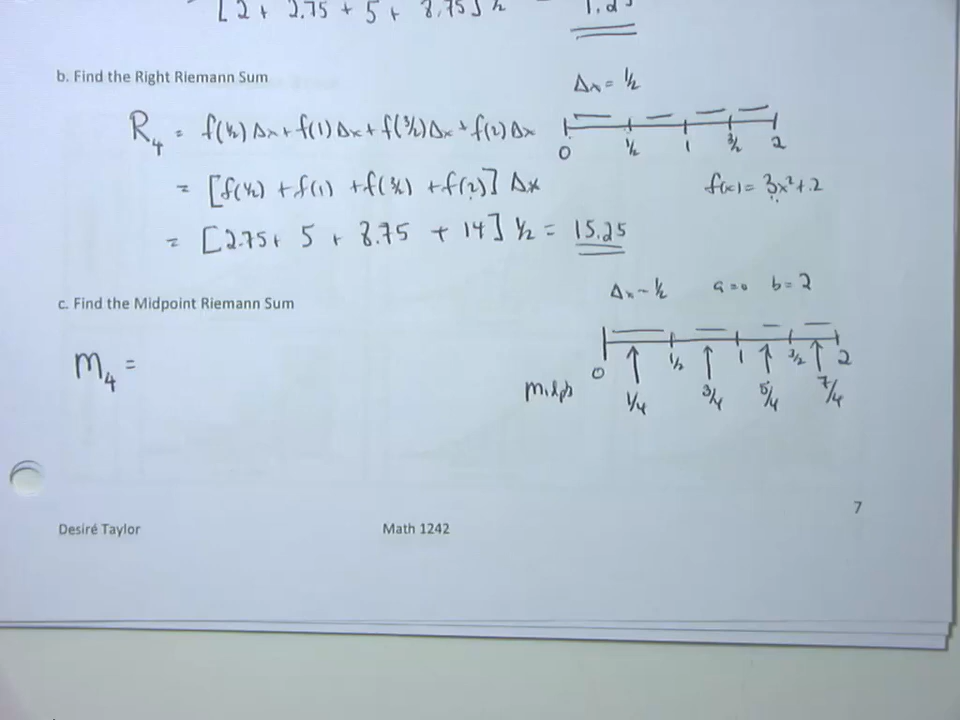 [2 + 2.75 + 5 + 8.75] ½
b. Find the Right Riemann Sum
Δx = ½
R₄ = f(½) Δx + f(1) Δx + f(3/2) Δx + f(2) Δx
0 ½ 1 3/2 2
= [f(½) + f(1) + f(3/2) + f(2)] Δx
f(x) = 3x² + 2
= [2.75 + 5 + 8.75 + 14] ½ = 15.25
Δx = ½ a = 0 b = 2
c. Find the Midpoint Riemann Sum
M₄ =
0 ½ 1 3/2 2
midpts 1/4 3/4 5/4 7/4
7
Desiré Taylor Math 1242